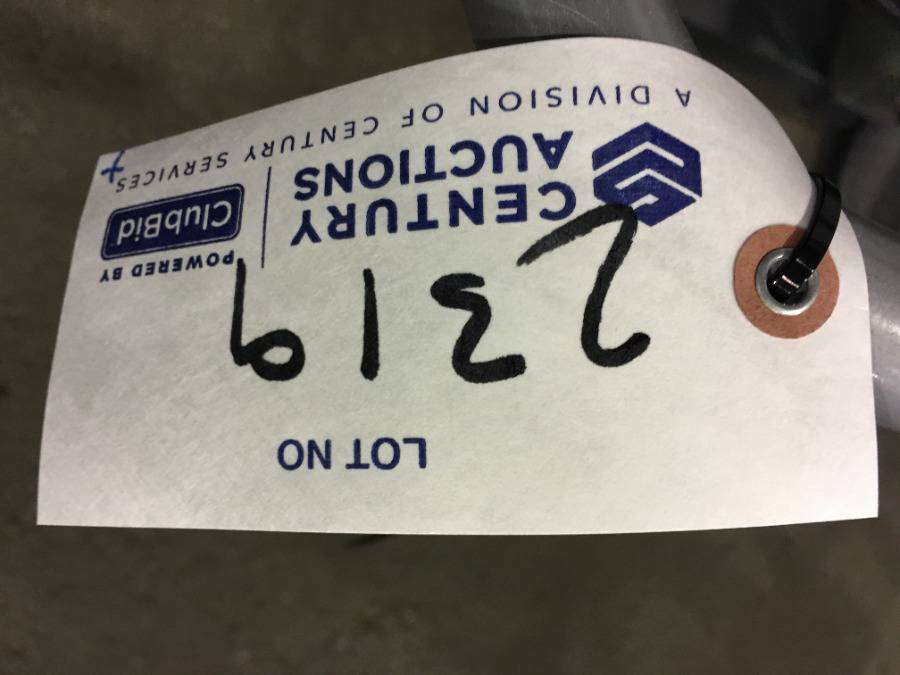 LOT NO
2319
CENTURY
AUCTIONS
POWERED BY
ClubBid
A DIVISION OF CENTURY SERVICES